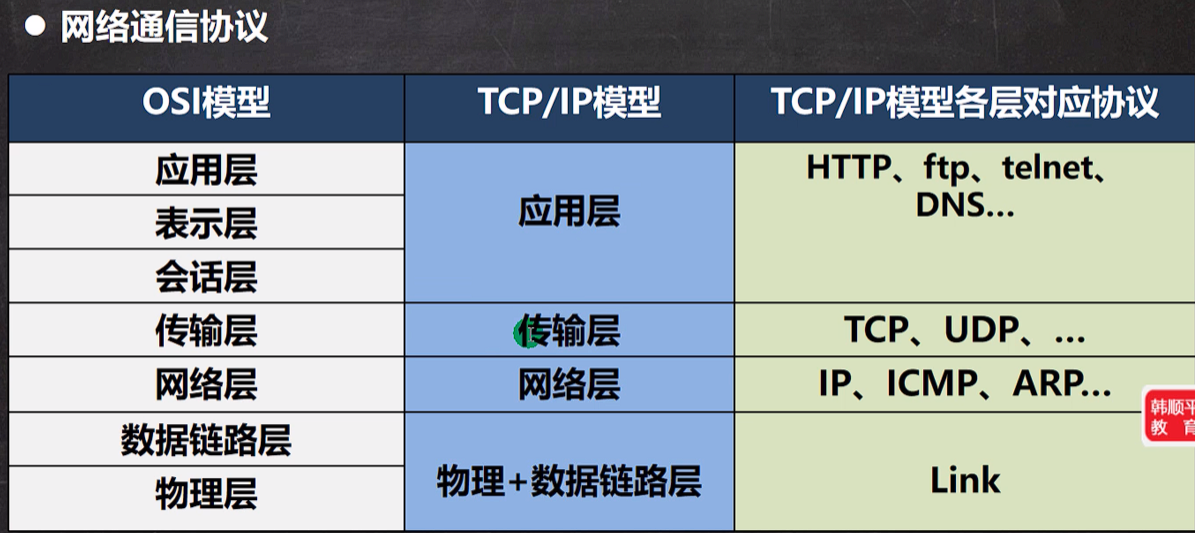 ● 网络通信协议
OSI模型 TCP/IP模型 TCP/IP模型各层对应协议
应用层
表示层
会话层
应用层
HTTP、ftp、telnet、
DNS...
传输层 传输层 TCP、UDP、...
网络层 网络层 IP、ICMP、ARP...
数据链路层
物理层
物理+数据链路层
Link
韩顺平
教 育